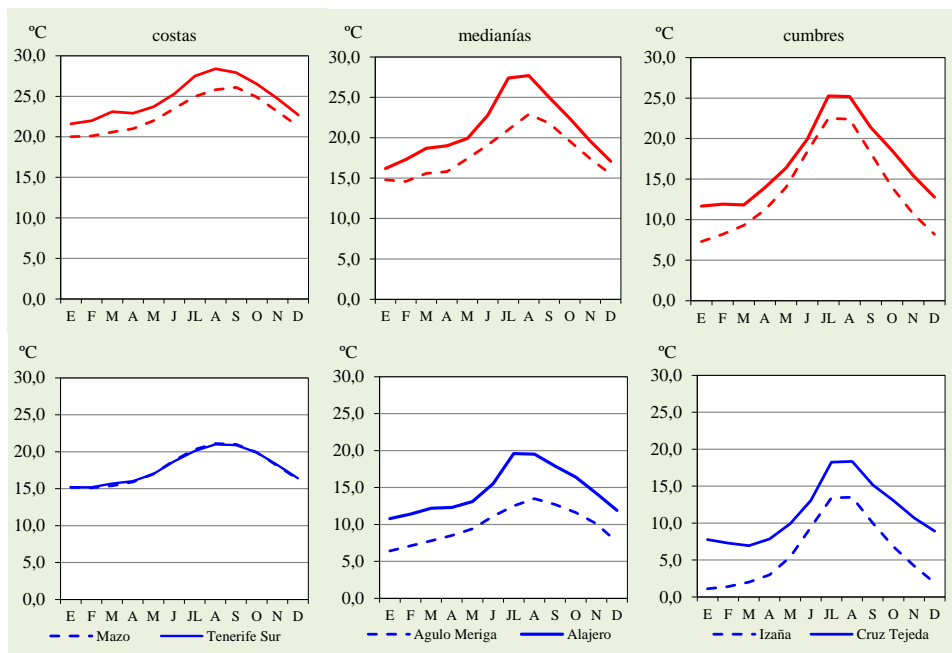 ºC costas ºC medianías ºC cumbres
30,0 30,0 30,0
25,0 25,0 25,0
20,0 20,0 20,0
15,0 15,0 15,0
10,0 10,0 10,0
5,0 5,0 5,0
0,0 0,0 0,0
E F M A M J JL A S O N D E F M A M J JL A S O N D E F M A M J JL A S O N D
ºC ºC ºC
30,0 30,0 30,0
25,0 25,0 25,0
20,0 20,0 20,0
15,0 15,0 15,0
10,0 10,0 10,0
5,0 5,0 5,0
0,0 0,0 0,0
E F M A M J JL A S O N D E F M A M J JL A S O N D E F M A M J JL A S O N D
Mazo Tenerife Sur Agulo Meriga Alajero Izaña Cruz Tejeda